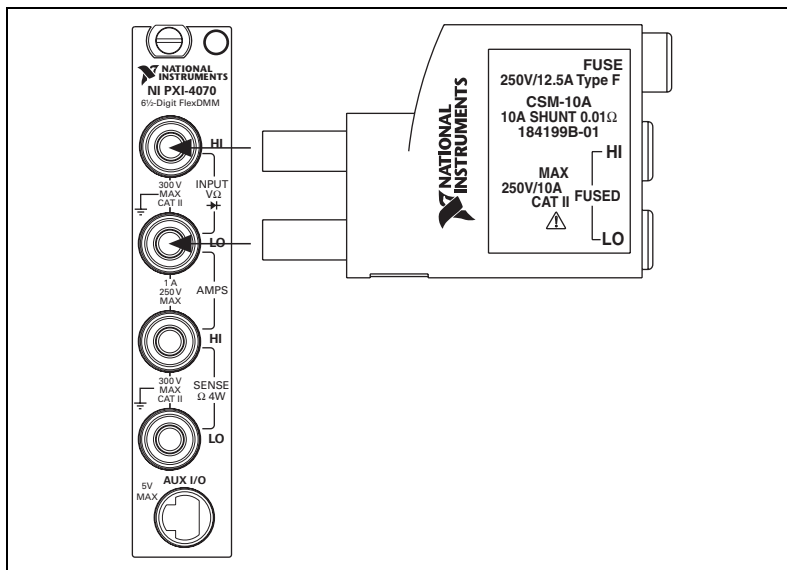 NATIONAL
INSTRUMENTS
NI PXI-4070
6½-Digit FlexDMM
HI
INPUT
VΩ
300 V
MAX
CAT II
LO
1 A
250 V
MAX
AMPS
HI
300 V
MAX
CAT II
SENSE
Ω 4W
LO
AUX I/O
5V
MAX
NATIONAL
INSTRUMENTS
FUSE
250V/12.5A Type F
CSM-10A
10A SHUNT 0.01Ω
184199B-01
HI
MAX
250V/10A
CAT II
FUSED
LO